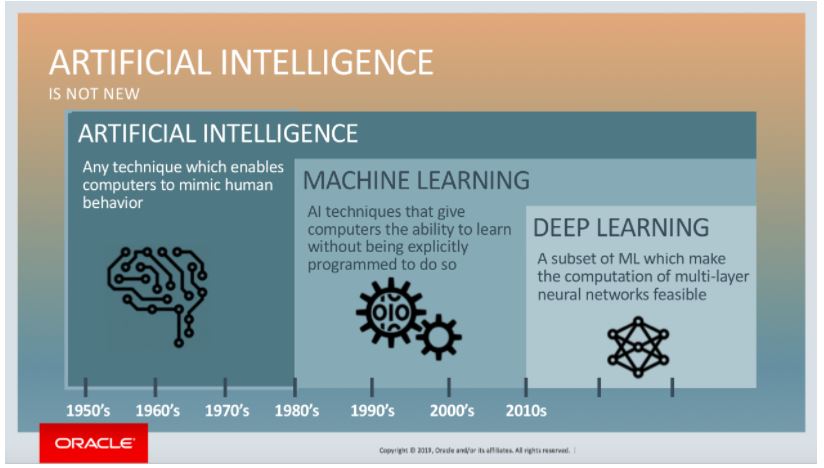 ARTIFICIAL INTELLIGENCE
IS NOT NEW
ARTIFICIAL INTELLIGENCE
Any technique which enables
computers to mimic human
behavior
MACHINE LEARNING
AI techniques that give
computers the ability to learn
without being explicitly
programmed to do so
OIO
DEEP LEARNING
A subset of ML which make
the computation of multi-layer
neural networks feasible
1950's 1960's 1970's 1980's 1990's 2000's 2010s
ORACLE
Copyright © 2019, Oracle and/or its affiliates. All rights reserved. |